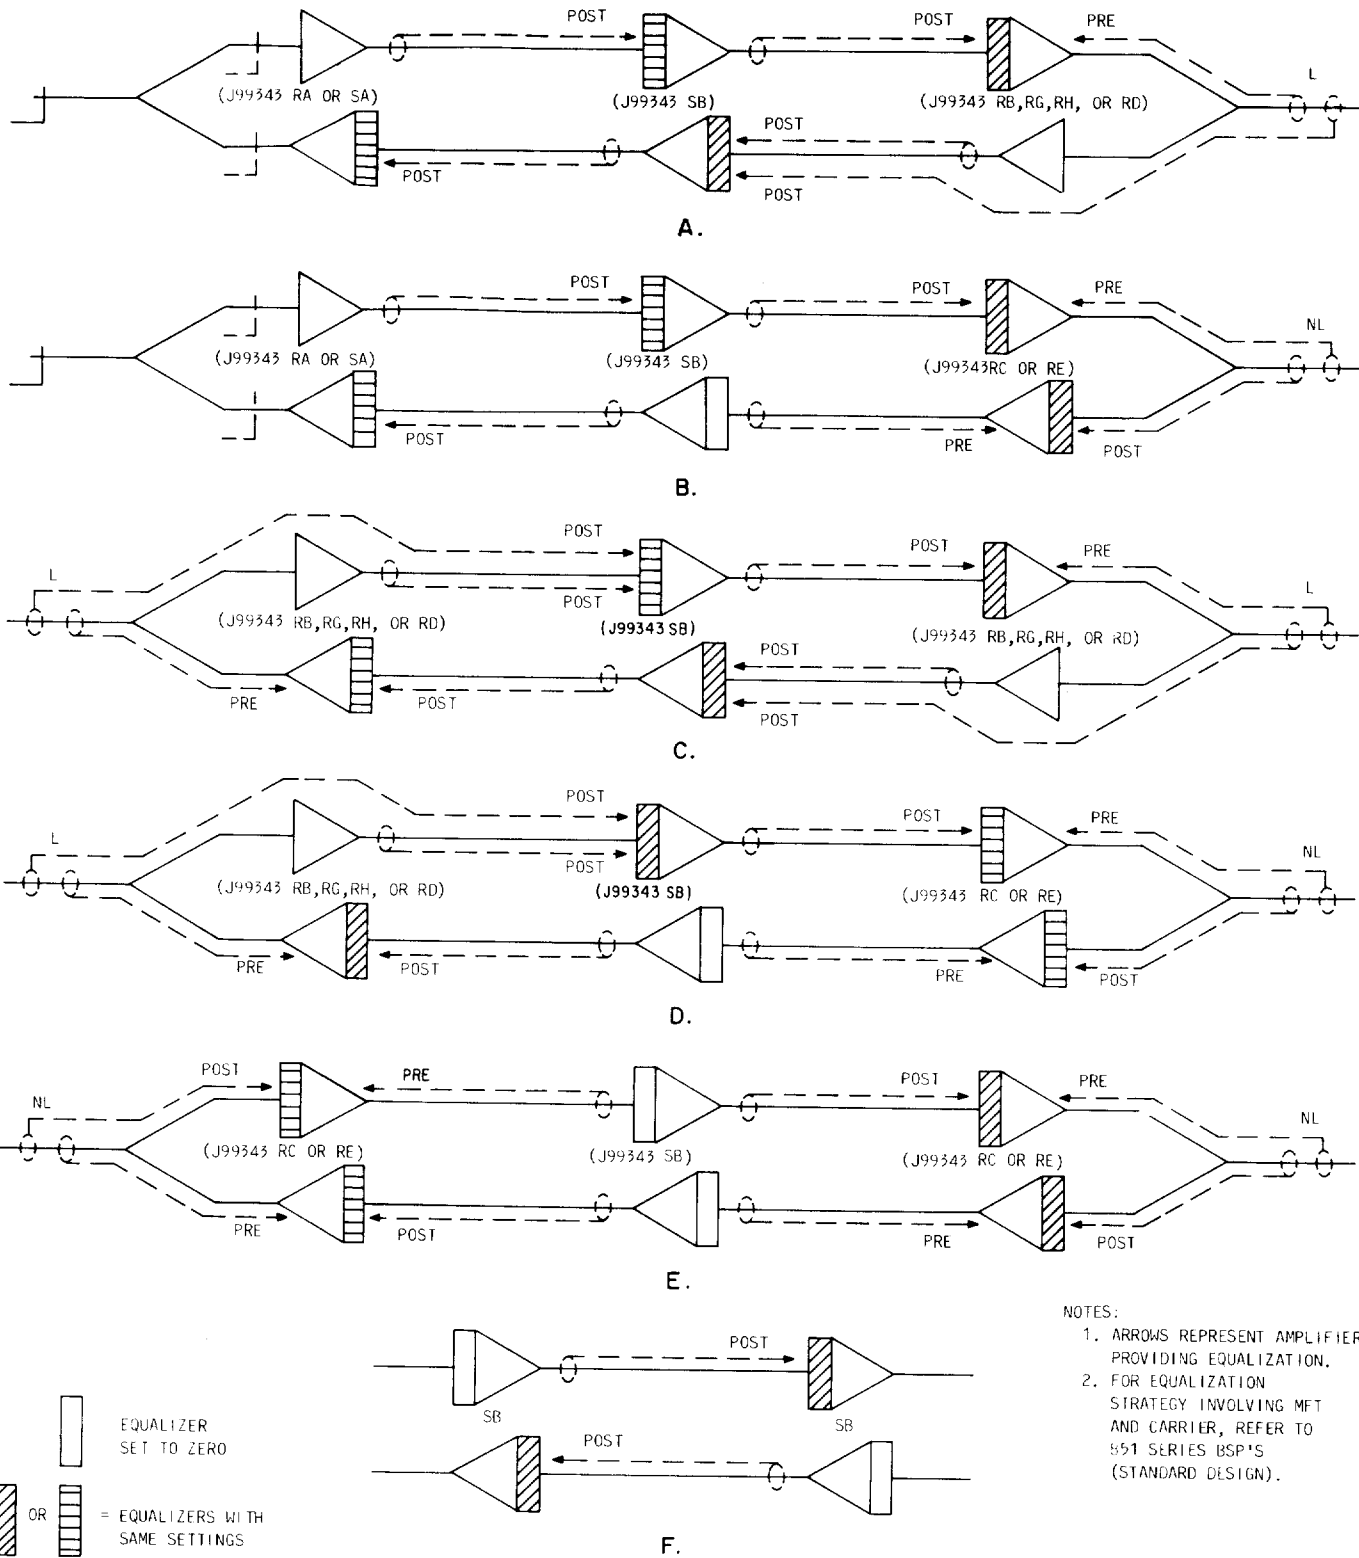 POST POST PRE
L
(J99343 RA OR SA) (J99343 SB) (J99343 RB,RG,RH, OR RD)
POST
POST POST
A.
POST POST PRE
NL
(J99343 RA OR SA) (J99343 SB) (J99343RC OR RE)
POST PRE POST
B.
POST POST PRE
L L
POST
(J99343 RB,RG,RH, OR RD) (J99343 SB) (J99343 RB,RG,RH, OR RD)
POST
PRE POST POST
C.
POST POST PRE
L NL
POST
(J99343 RB,RG,RH, OR RD) (J99343 SB) (J99343 RC OR RE)
PRE POST PRE POST
D.
POST PRE POST PRE
NL NL
(J99343 RC OR RE) (J99343 SB) (J99343 RC OR RE)
PRE POST PRE POST
E.
POST
SB SB
POST
F.
EQUALIZER
SET TO ZERO
OR = EQUALIZERS WITH
SAME SETTINGS
NOTES:
1. ARROWS REPRESENT AMPLIFIER
PROVIDING EQUALIZATION.
2. FOR EQUALIZATION
STRATEGY INVOLVING MFT
AND CARRIER, REFER TO
851 SERIES BSP'S
(STANDARD DESIGN).